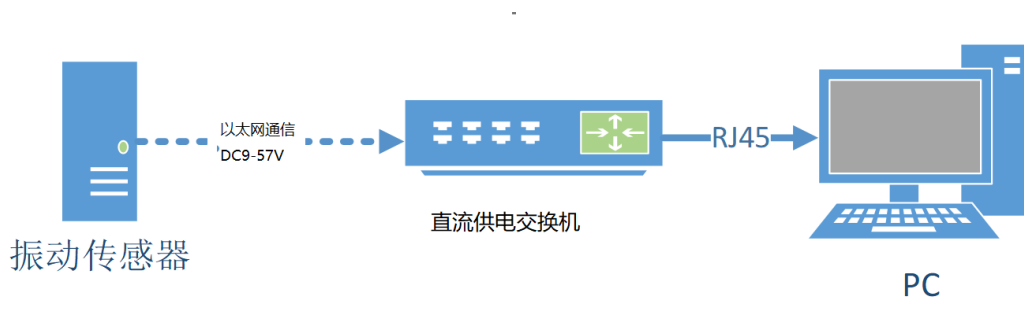 以太网通信
DC9-57V
RJ45
直流供电交换机
振动传感器
PC